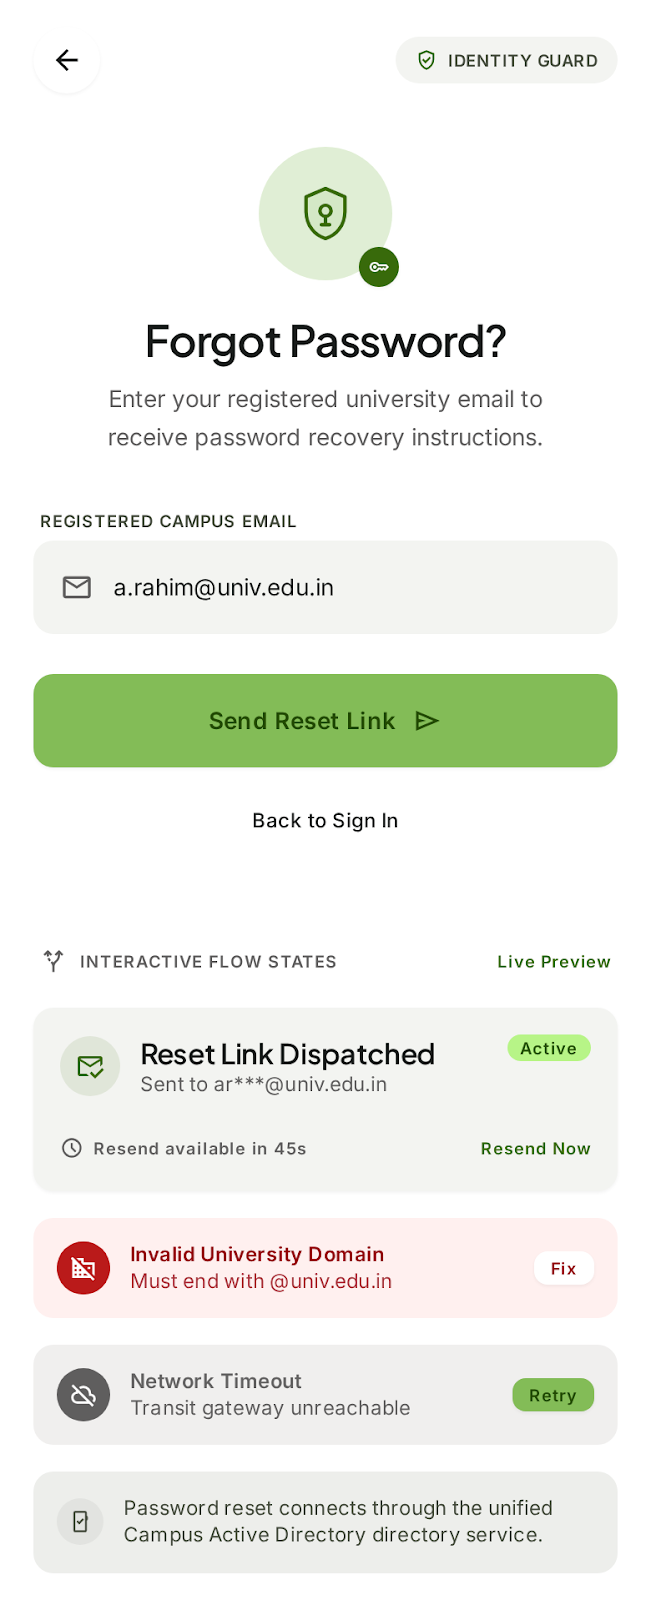 IDENTITY GUARD
Forgot Password?
Enter your registered university email to
receive password recovery instructions.
REGISTERED CAMPUS EMAIL
a.rahim@univ.edu.in
Send Reset Link
Back to Sign In
INTERACTIVE FLOW STATES
Live Preview
Reset Link Dispatched
Active
Sent to ar***@univ.edu.in
Resend available in 45s
Resend Now
Invalid University Domain
Must end with @univ.edu.in
Fix
Network Timeout
Transit gateway unreachable
Retry
Password reset connects through the unified
Campus Active Directory directory service.